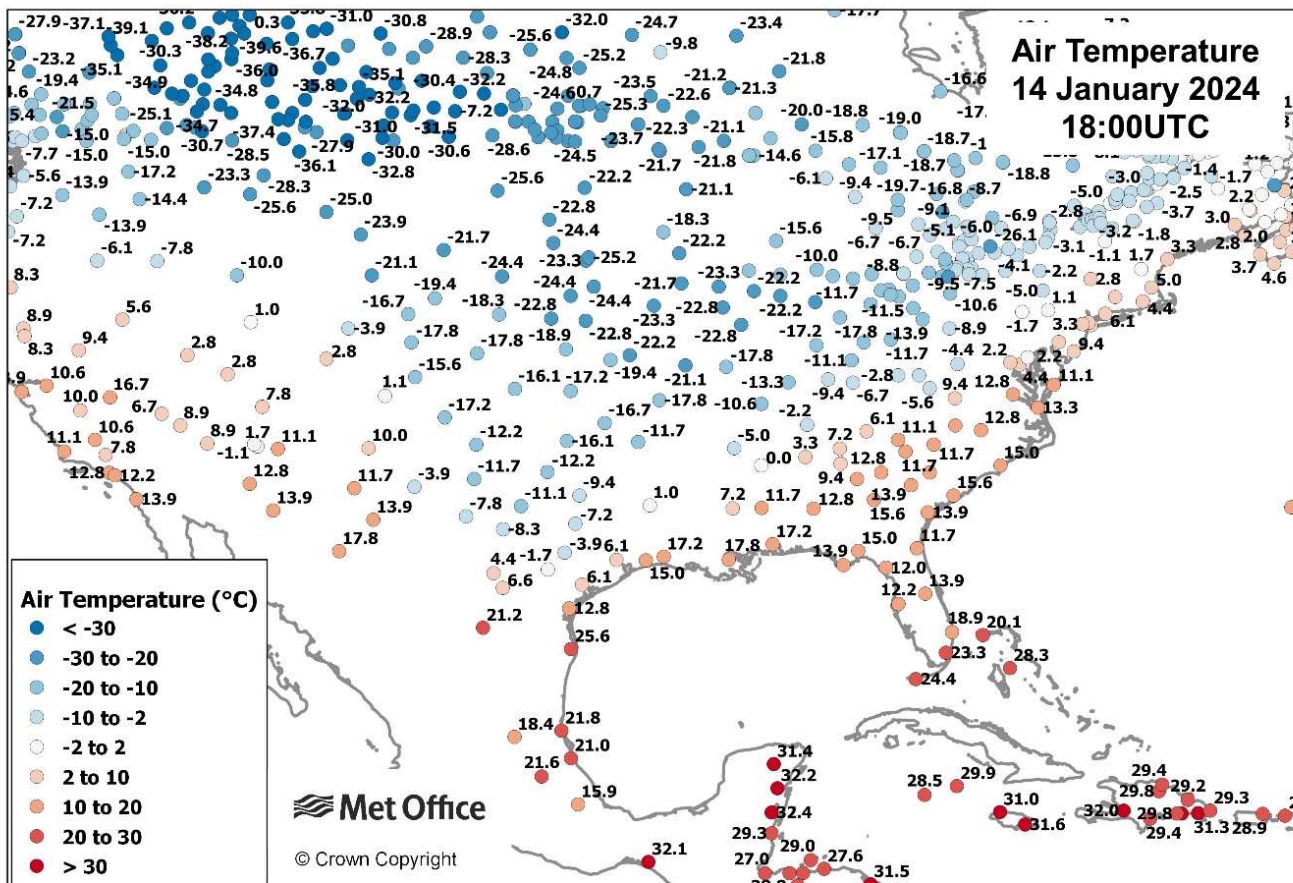 -27.9 -37.1 0.3 -31.0 -30.8 -32.0 -24.7 -23.4 -17.7
-39.1 -38.2 -39.6 -36.7 -28.9 -25.6 -9.8
-30.3 -28.3 -25.2 -21.8
Air Temperature
14 January 2024
18:00UTC
-23.2 -35.1 -36.0 -35.1 -24.8 -21.2 -16.6
-19.4 -34.9 -35.8 -30.4 -32.2 -23.5 -21.3
-34.8 -32.2 -24.6 0.7 -22.6
-21.5 -25.1 -32.0 -7.2 -25.3 -20.0 -18.8 -19.0
-15.0 -34.7 -37.4 -31.0 -31.5 -22.3 -21.1 -15.8 -18.7
-7.7 -15.0 -15.0 -30.7 -28.5 -27.9 -30.0 -30.6 -28.6 -23.7 -21.8 -14.6 -17.1
-36.1 -24.5 -21.7 -18.7 -18.8 -3.0 -1.4
-5.6 -13.9 -17.2 -23.3 -28.3 -32.8 -25.6 -22.2 -21.1 -6.1 -9.4 -19.7 -16.8 -8.7 -5.0 -2.5 -1.7
-7.2 -14.4 -25.6 -25.0 -22.8 -18.3 -9.5 -9.1 -6.9 -2.8 -3.7 2.2
-13.9 -23.9 -24.4 -5.1 -6.0 3.0
-7.2 -6.1 -7.8 -21.7 -22.2 -15.6 -6.7 -6.7 -26.1 -3.1 -3.2 -1.8 2.8 2.0
-10.0 -21.1 -24.4 -23.3 -25.2 -23.3 -10.0 -8.8 -4.1 -1.1 1.7 3.3 3.7
8.3 -19.4 -24.4 -21.7 -22.2 -9.5 -7.5 -2.2 2.8 5.0 4.6
5.6 1.0 -16.7 -18.3 -22.8 -24.4 -22.8 -22.2 -11.7 -10.6 -5.0 1.1 4.4
8.9 -3.9 -17.8 -23.3 -11.5 6.1
9.4 -17.8 -18.9 -22.8 -22.8 -17.2 -17.8 -13.9 -8.9 -1.7 3.3
8.3 2.8 2.8 -22.2 9.4
2.8 -15.6 -17.8 -11.1 -11.7 -4.4 2.2 2.2
10.6 16.7 1.1 -16.1 -17.2 -19.4 -21.1 -13.3 -2.8 4.4 11.1
10.0 6.7 7.8 -17.8 -10.6 -9.4 -6.7 -5.6 9.4 12.8
8.9 -17.2 -16.7 -2.2 13.3
11.1 10.6 8.9 1.7 11.1 10.0 -12.2 -16.1 -11.7 -5.0 3.3 7.2 6.1 11.1 12.8
7.8 -1.1 11.7 15.0
12.8 12.2 12.8 11.7 -3.9 -11.7 -12.2 0.0 12.8 11.7
13.9 13.9 -9.4 9.4 15.6
13.9 -7.8 -11.1 1.0 7.2 11.7 12.8 13.9
-8.3 -7.2 15.6 13.9
17.8 17.2 17.2 15.0 11.7
4.4 -1.7 -3.9 6.1 15.0 17.8 13.9 12.0
6.6 6.1 12.2 13.9
12.8
21.2 18.9 20.1
25.6 23.3 28.3
24.4
18.4 21.8
21.0
21.6 31.4
15.9 32.2 28.5 29.9 29.4
29.8 29.2
32.4 31.0 32.0 29.8 29.3
29.3 31.6 29.4 31.3 28.9
32.1 29.0
27.0 27.6 31.5
Air Temperature (°C)
< -30
-30 to -20
-20 to -10
-10 to -2
-2 to 2
2 to 10
10 to 20
20 to 30
> 30
Met Office
© Crown Copyright